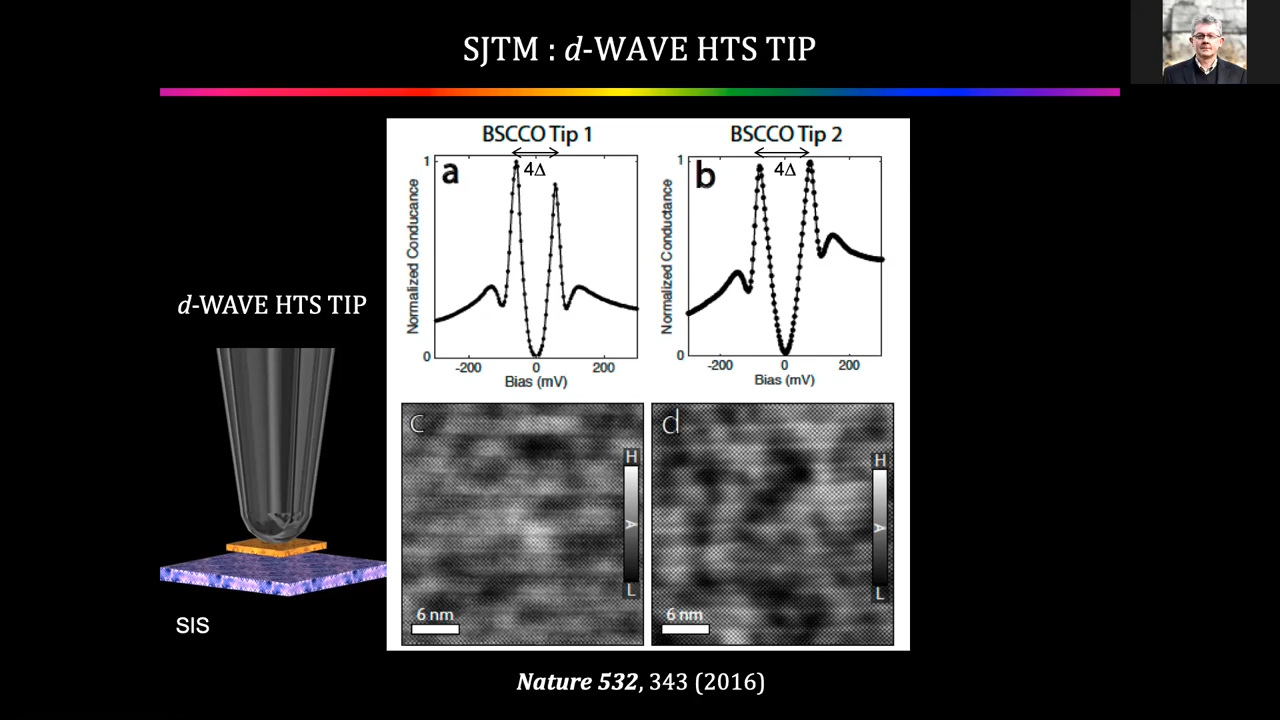 SJTM : d-WAVE HTS TIP
BSCCO Tip 1
4Δ
a
1
0
Normalized Conducance
-200 0 200
Bias (mV)
BSCCO Tip 2
4Δ
b
1
0
Normalized Conductance
-200 0 200
Bias (mV)
d-WAVE HTS TIP
SIS
c
H
A
L
6 nm
d
H
A
L
6 nm
Nature 532, 343 (2016)